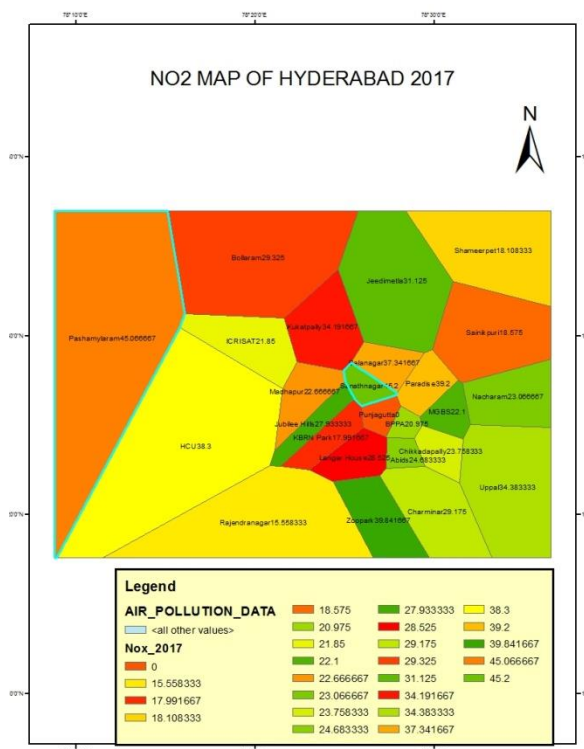 78°10'0"E 78°20'0"E 78°30'0"E
NO2 MAP OF HYDERABAD 2017
N
Bollaram29.325
Shameerpet18.108333
Jeedimetla31.125
Pashamylaram45.066667
Kukatpally34.191667
Sainikpuri18.575
ICRISAT21.85
Balanagar37.341667
Sanathnagar45.2
Paradise39.2
Madhapur22.666667
Nacharam23.066667
Punjagutta0
MGBS22.1
Jubilee Hills27.933333
BPPA20.975
KBRN Park17.991667
HCU38.3
Chikkadapally23.758333
Langar House28.525
Abids24.683333
Uppal34.383333
Charminar29.175
Rajendranagar15.558333
Zoopark39.841667
Legend
AIR_POLLUTION_DATA
<all other values>
Nox_2017
0
15.558333
17.991667
18.108333
18.575
20.975
21.85
22.1
22.666667
23.066667
23.758333
24.683333
27.933333
28.525
29.175
29.325
31.125
34.191667
34.383333
37.341667
38.3
39.2
39.841667
45.066667
45.2